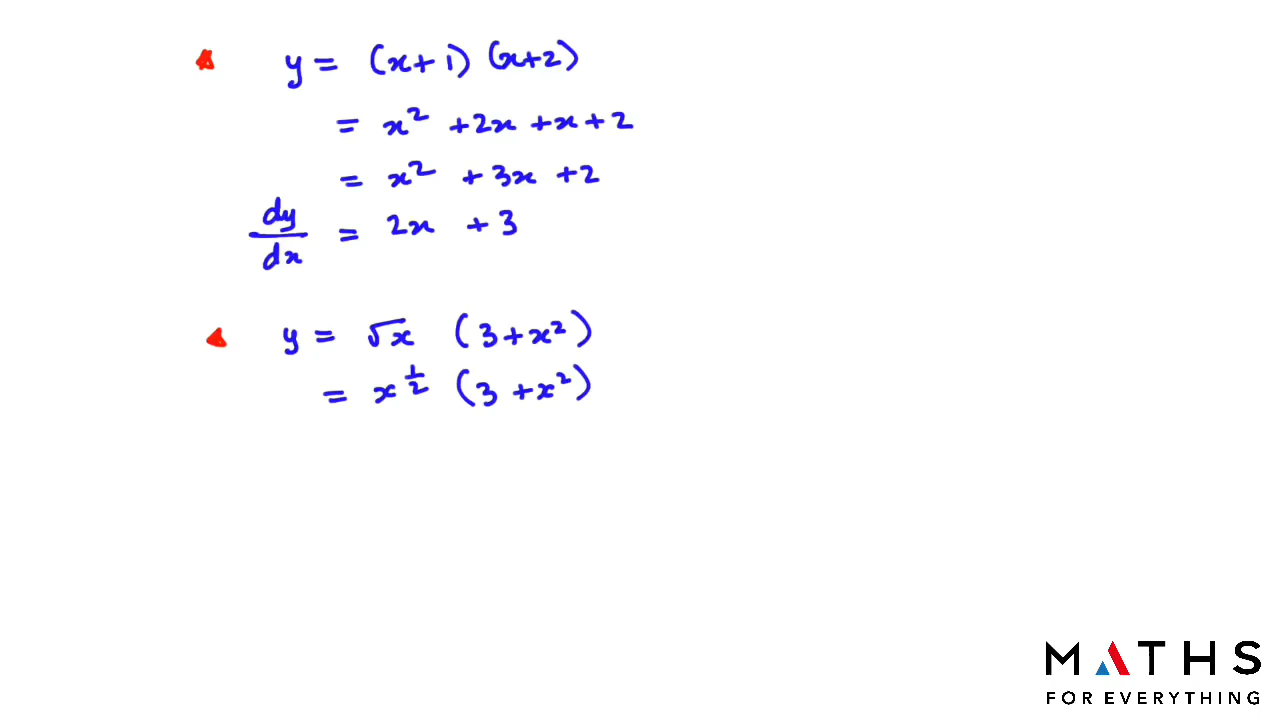 y = (x+1) (x+2)
= x² +2x +x +2
= x² +3x +2
dy/dx = 2x +3
y = √x (3+x²)
= x^½ (3+x²)
MATHS
FOR EVERYTHING